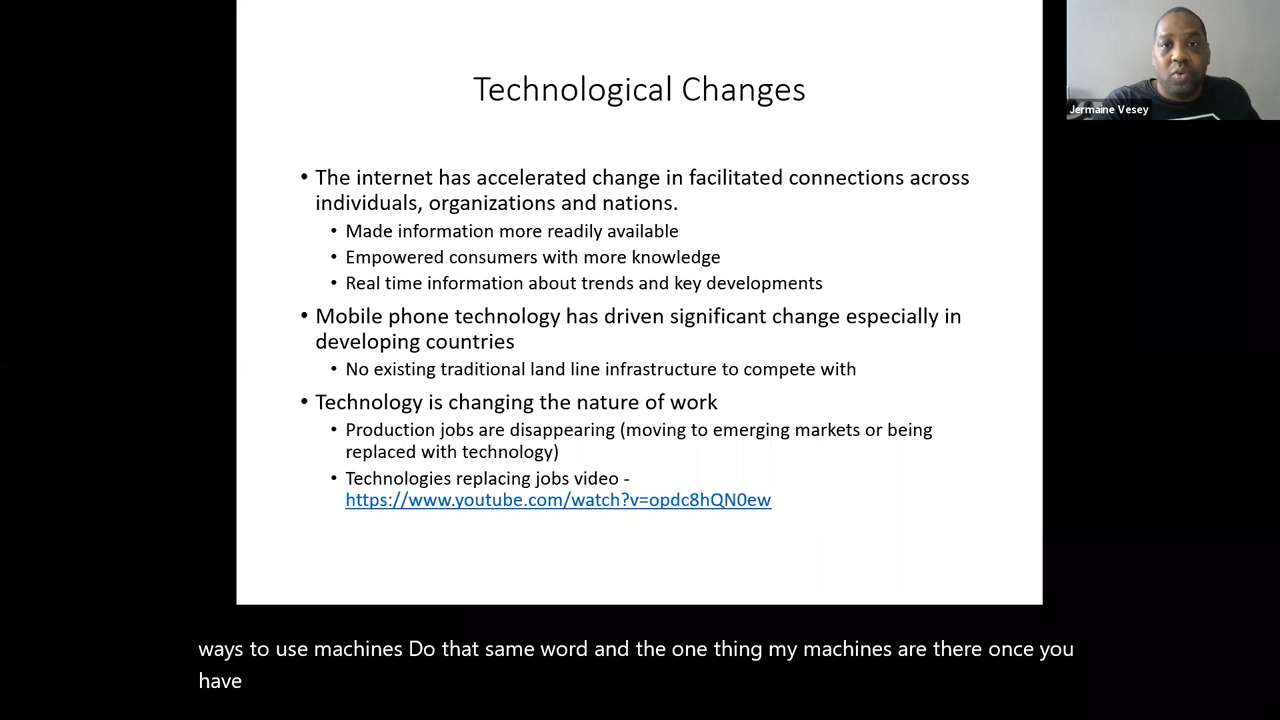 Technological Changes
Jermaine Vesey
• The internet has accelerated change in facilitated connections across
individuals, organizations and nations.
• Made information more readily available
• Empowered consumers with more knowledge
• Real time information about trends and key developments
• Mobile phone technology has driven significant change especially in
developing countries
• No existing traditional land line infrastructure to compete with
• Technology is changing the nature of work
• Production jobs are disappearing (moving to emerging markets or being
replaced with technology)
• Technologies replacing jobs video -
https://www.youtube.com/watch?v=opdc8hQN0ew
ways to use machines Do that same word and the one thing my machines are there once you
have